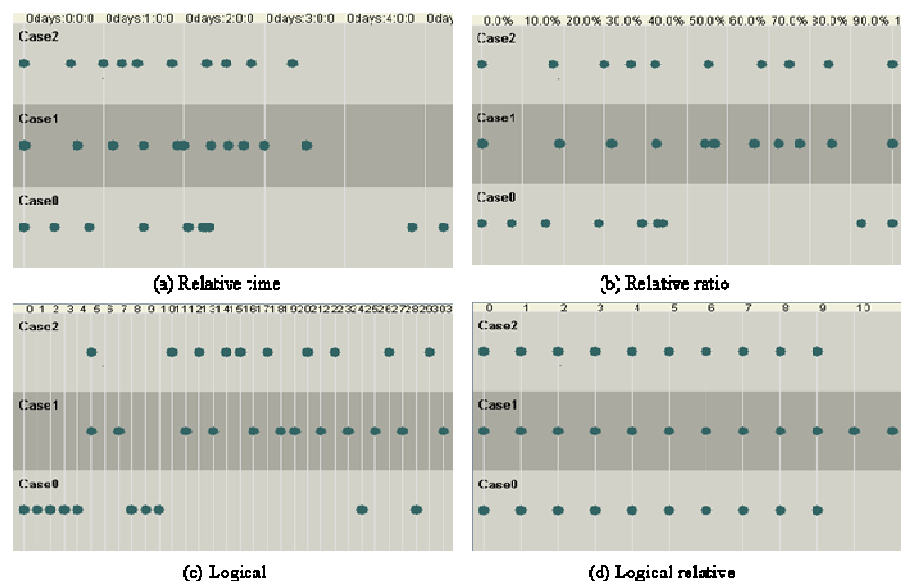 0days:0:0:0 0days:1:0:0 0days:2:0:0 0days:3:0:0 0days:4:0:0 0day
Case2
Case1
Case0
(a) Relative time
0.0% 10.0% 20.0% 30.0% 40.0% 50.0% 60.0% 70.0% 80.0% 90.0% 1
Case2
Case1
Case0
(b) Relative ratio
0 1 2 3 4 5 6 7 8 9 10 11 12 13 14 15 16 17 18 19 20 21 22 23 24 25 26 27 28 29 30 3
Case2
Case1
Case0
(c) Logical
0 1 2 3 4 5 6 7 8 9 10
Case2
Case1
Case0
(d) Logical relative